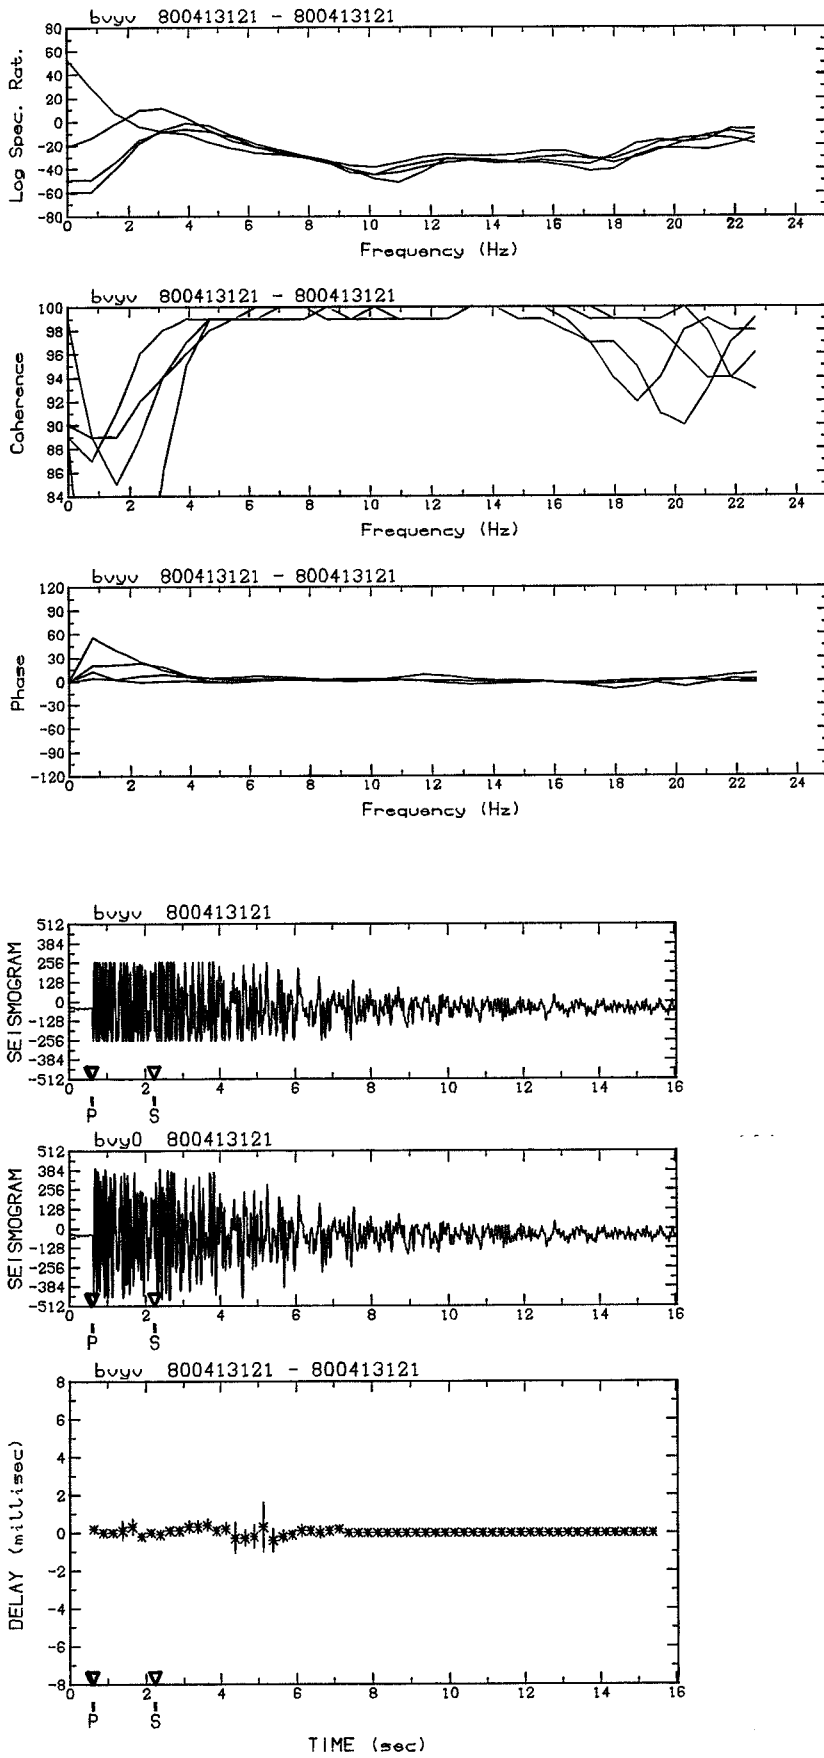 bvyv 800413121 - 800413121
Log Spec. Rat.
80
60
40
20
0
-20
-40
-60
-80
0 2 4 6 8 10 12 14 16 18 20 22 24
Frequency (Hz)
bvyv 800413121 - 800413121
Coherence
100
98
96
94
92
90
88
86
84
0 2 4 6 8 10 12 14 16 18 20 22 24
Frequency (Hz)
bvyv 800413121 - 800413121
Phase
120
90
60
30
0
-30
-60
-90
-120
0 2 4 6 8 10 12 14 16 18 20 22 24
Frequency (Hz)
bvyv 800413121
SEISMOGRAM
512
384
256
128
0
-128
-256
-384
-512
0 2 4 6 8 10 12 14 16
P S
bvy0 800413121
SEISMOGRAM
512
384
256
128
0
-128
-256
-384
-512
0 2 4 6 8 10 12 14 16
P S
bvyv 800413121 - 800413121
DELAY (millisec)
8
6
4
2
0
-2
-4
-6
-8
0 2 4 6 8 10 12 14 16
P S
TIME (sec)